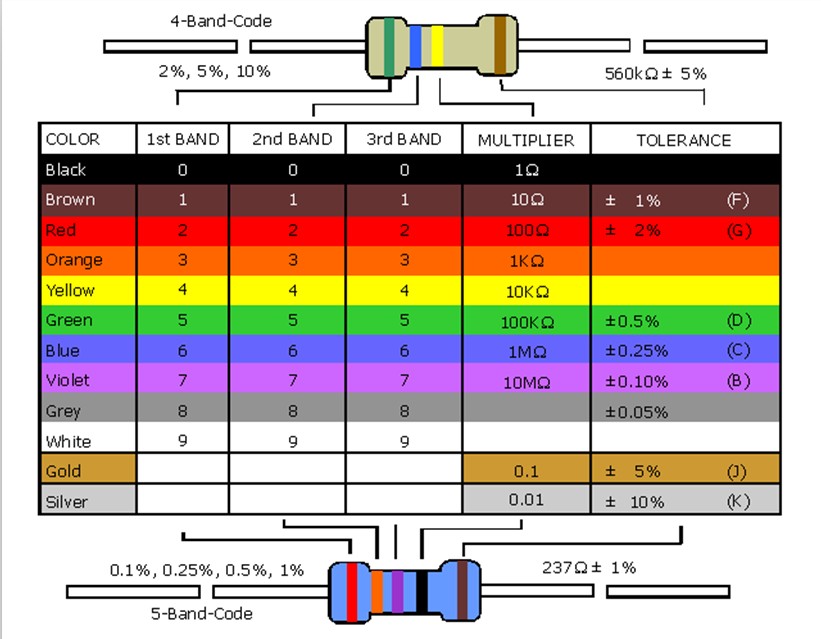 4-Band-Code
2%, 5%, 10%
560kΩ ± 5%
COLOR 1st BAND 2nd BAND 3rd BAND MULTIPLIER TOLERANCE
Black 0 0 0 1Ω
Brown 1 1 1 10Ω ± 1% (F)
Red 2 2 2 100Ω ± 2% (G)
Orange 3 3 3 1KΩ
Yellow 4 4 4 10KΩ
Green 5 5 5 100KΩ ±0.5% (D)
Blue 6 6 6 1MΩ ±0.25% (C)
Violet 7 7 7 10MΩ ±0.10% (B)
Grey 8 8 8 ±0.05%
White 9 9 9
Gold 0.1 ± 5% (J)
Silver 0.01 ± 10% (K)
0.1%, 0.25%, 0.5%, 1%
237Ω ± 1%
5-Band-Code